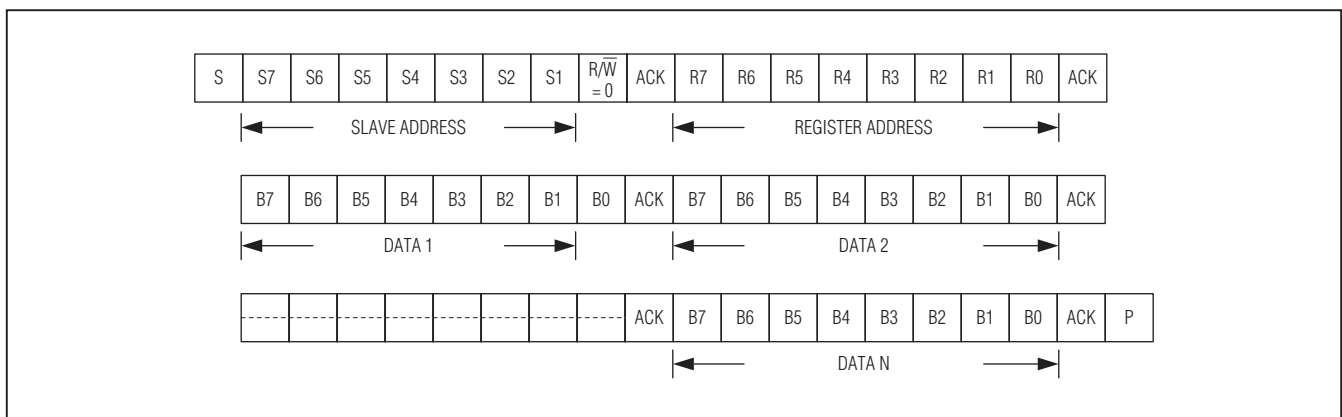 S S7 S6 S5 S4 S3 S2 S1 R/W̅ = 0 ACK R7 R6 R5 R4 R3 R2 R1 R0 ACK
SLAVE ADDRESS REGISTER ADDRESS
B7 B6 B5 B4 B3 B2 B1 B0 ACK B7 B6 B5 B4 B3 B2 B1 B0 ACK
DATA 1 DATA 2
ACK B7 B6 B5 B4 B3 B2 B1 B0 ACK P
DATA N